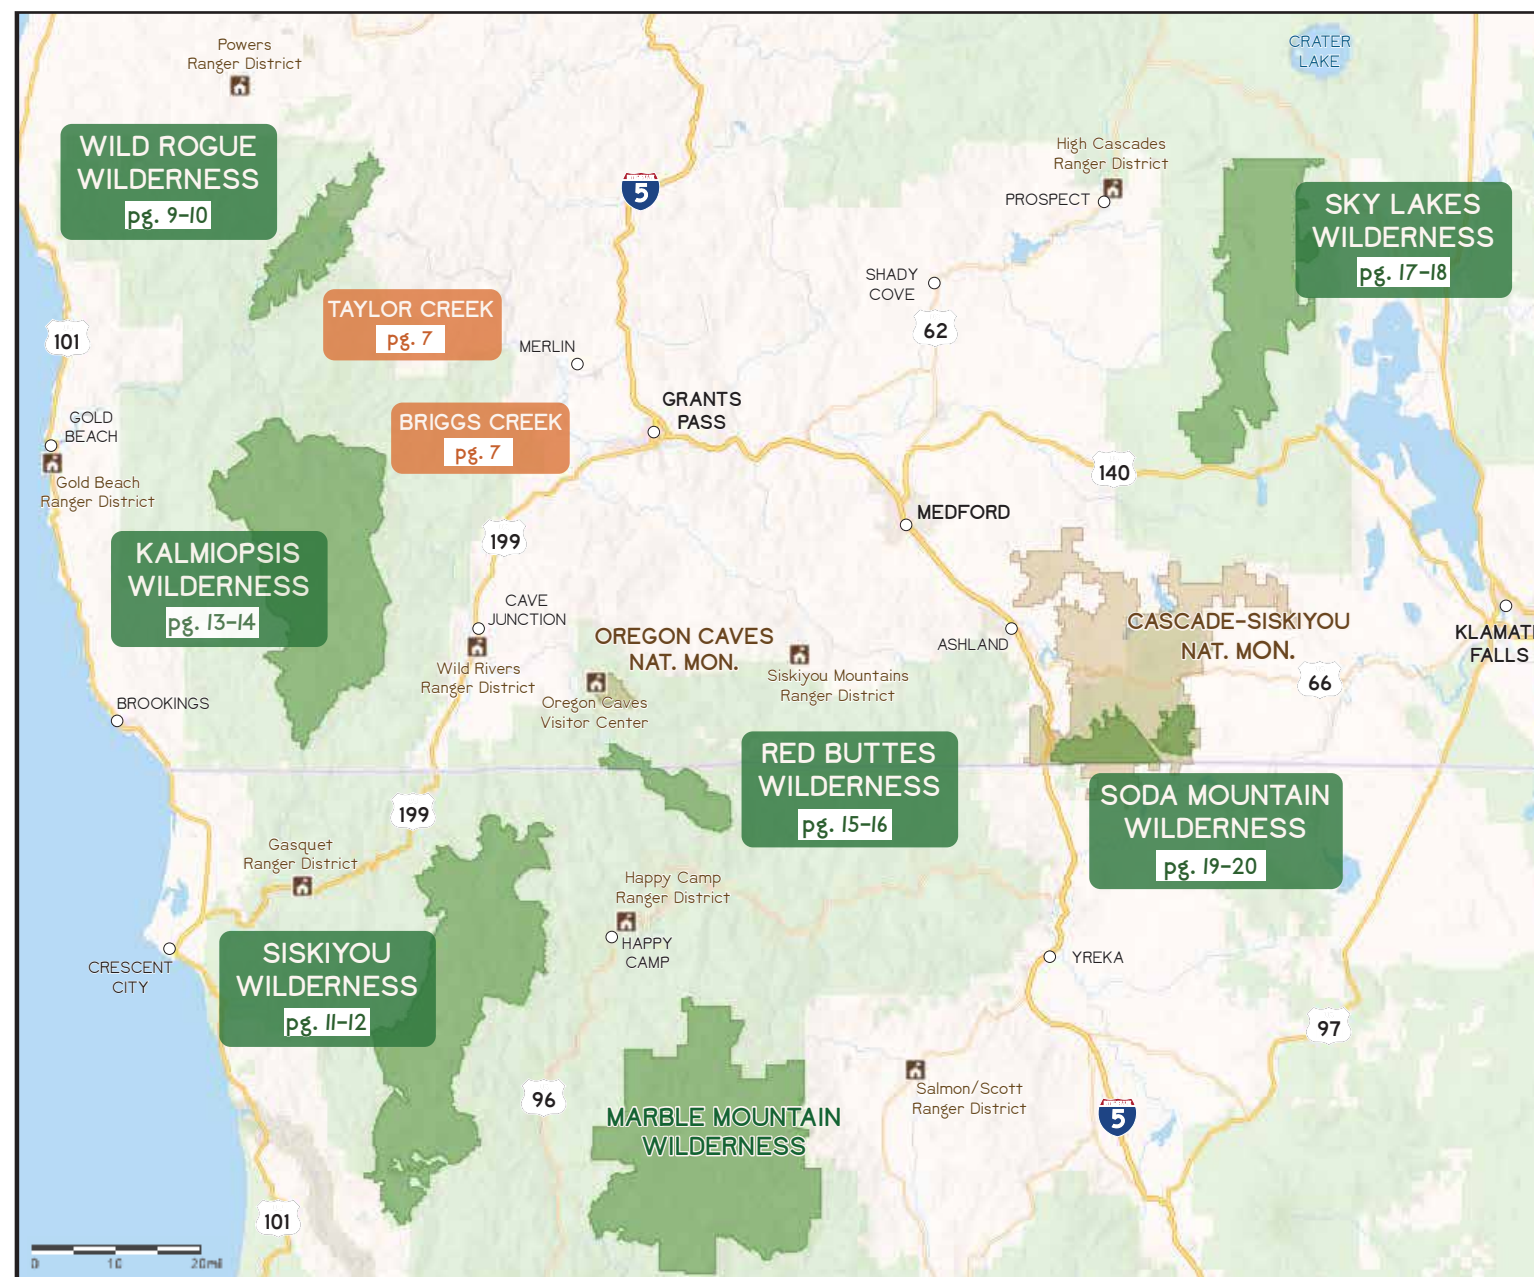 Powers
Ranger District
CRATER
LAKE
WILD ROGUE
WILDERNESS
pg. 9-10
High Cascades
Ranger District
PROSPECT
5
SKY LAKES
WILDERNESS
pg. 17-18
SHADY
COVE
62
TAYLOR CREEK
pg. 7
MERLIN
101
GRANTS
PASS
BRIGGS CREEK
pg. 7
GOLD
BEACH
Gold Beach
Ranger District
140
MEDFORD
199
KALMIOPSIS
WILDERNESS
pg. 13-14
CAVE
JUNCTION
OREGON CAVES
NAT. MON.
ASHLAND
CASCADE-SISKIYOU
NAT. MON.
KLAMAT
FALLS
Wild Rivers
Ranger District
Siskiyou Mountains
Ranger District
66
Oregon Caves
Visitor Center
BROOKINGS
RED BUTTES
WILDERNESS
pg. 15-16
SODA MOUNTAIN
WILDERNESS
pg. 19-20
199
Gasquet
Ranger District
Happy Camp
Ranger District
HAPPY
CAMP
SISKIYOU
WILDERNESS
pg. 11-12
CRESCENT
CITY
YREKA
97
96
MARBLE MOUNTAIN
WILDERNESS
Salmon/Scott
Ranger District
5
101
0 10 20mi